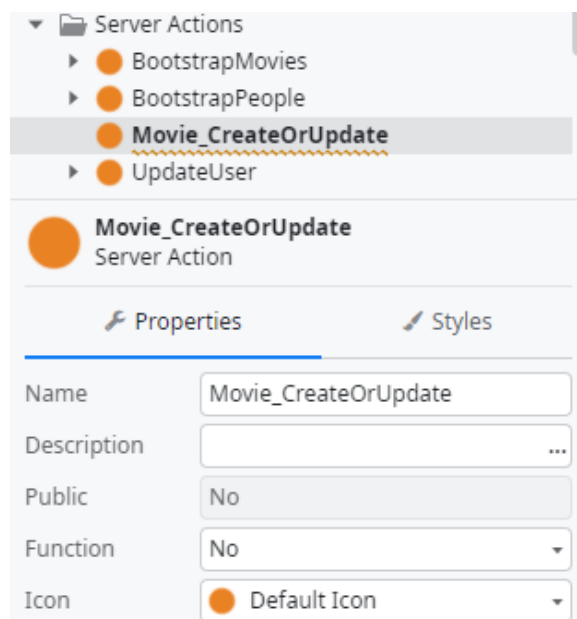 Server Actions
BootstrapMovies
BootstrapPeople
Movie_CreateOrUpdate
UpdateUser
Movie_CreateOrUpdate
Server Action
Properties Styles
Name Movie_CreateOrUpdate
Description ...
Public No
Function No
Icon Default Icon